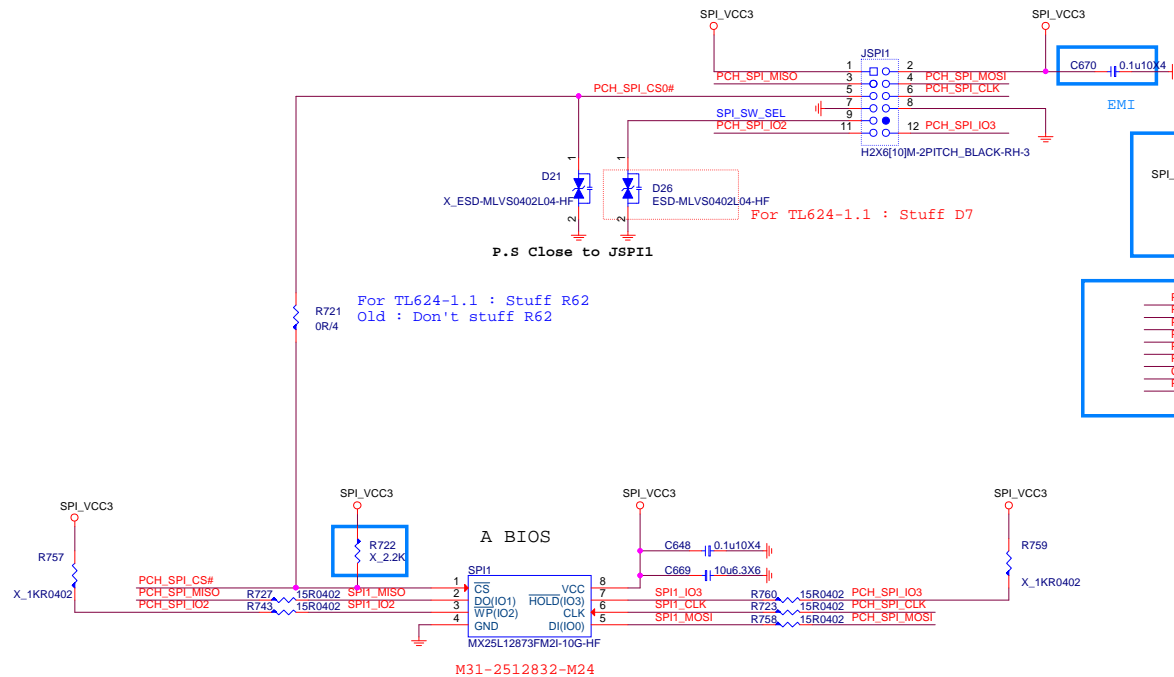 SPI_VCC3
SPI_VCC3
JSPI1
1
2
C670
0.1u10X4
PCH_SPI_MISO
3
4
PCH_SPI_MOSI
PCH_SPI_CS0#
5
6
PCH_SPI_CLK
7
8
EMI
SPI_SW_SEL
9
PCH_SPI_IO2
11
12
PCH_SPI_IO3
H2X6[10]M-2PITCH_BLACK-RH-3
1
1
SPI_
D21
D26
X_ESD-MLVS0402L04-HF
ESD-MLVS0402L04-HF
2
2
For TL624-1.1 : Stuff D7
P.S Close to JSPI1
For TL624-1.1 : Stuff R62
Old : Don't stuff R62
R721
0R/4
SPI_VCC3
SPI_VCC3
SPI_VCC3
SPI_VCC3
A BIOS
R757
R722
X_2.2K
C648
0.1u10X4
R759
SPI1
C669
10u6.3X6
X_1KR0402
X_1KR0402
PCH_SPI_CS#
1
CS
VCC
8
PCH_SPI_MISO
R727
15R0402
SPI1_MISO
2
DO(IO1)
HOLD(IO3)
7
SPI1_IO3
R760
15R0402
PCH_SPI_IO3
PCH_SPI_IO2
R743
15R0402
SPI1_IO2
3
WP(IO2)
CLK
6
SPI1_CLK
R723
15R0402
PCH_SPI_CLK
4
GND
DI(IO0)
5
SPI1_MOSI
R758
15R0402
PCH_SPI_MOSI
MX25L12873FM2I-10G-HF
M31-2512832-M24